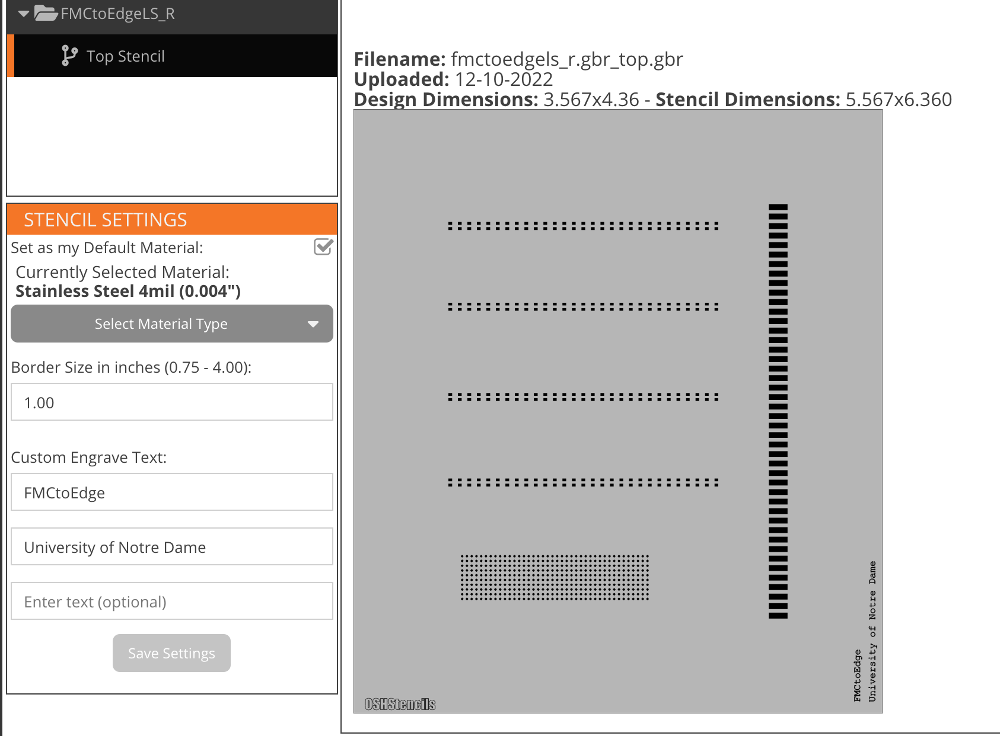 FMCtoEdgeLS_R
Top Stencil
STENCIL SETTINGS
Set as my Default Material:
Currently Selected Material:
Stainless Steel 4mil (0.004")
Select Material Type
Border Size in inches (0.75 - 4.00):
1.00
Custom Engrave Text:
FMCtoEdge
University of Notre Dame
Enter text (optional)
Save Settings
Filename: fmctoedgels_r.gbr_top.gbr
Uploaded: 12-10-2022
Design Dimensions: 3.567x4.36 - Stencil Dimensions: 5.567x6.360
FMCtoEdge
University of Notre Dame
OSHStencils